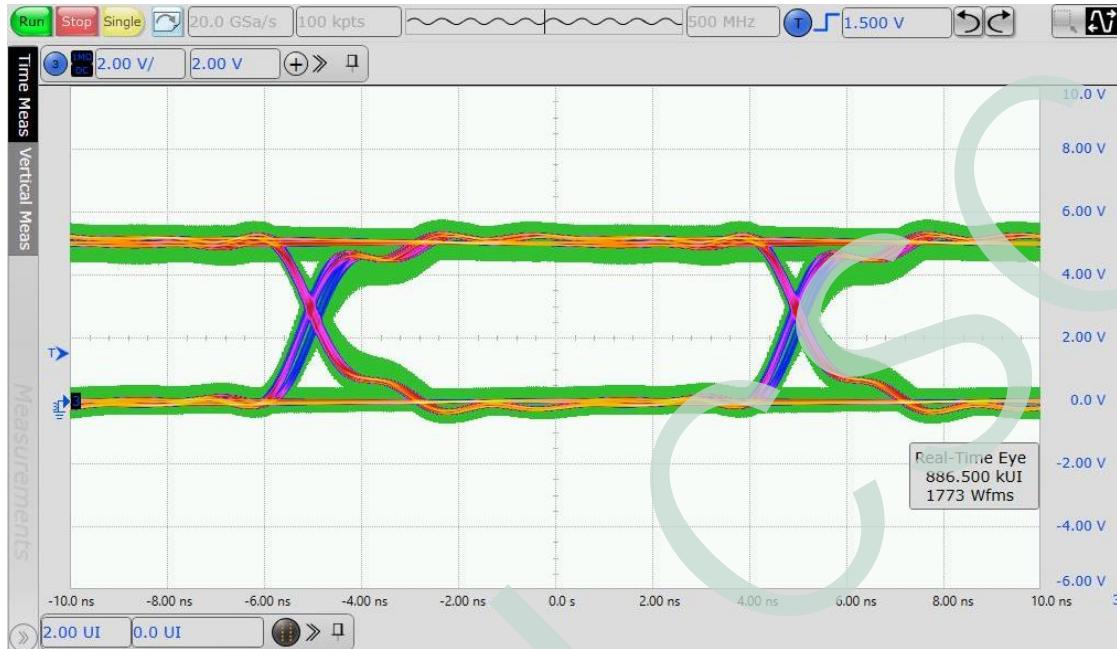 Run Stop Single 20.0 GSa/s 100 kpts 500 MHz T 1.500 V
3 1MΩ DC 2.00 V/ 2.00 V
Time Meas
Vertical Meas
Measurements
10.0 V
8.00 V
6.00 V
4.00 V
2.00 V
T
0.0 V
3
-2.00 V
Real-Time Eye
886.500 kUI
1773 Wfms
-4.00 V
-6.00 V
-10.0 ns -8.00 ns -6.00 ns -4.00 ns -2.00 ns 0.0 s 2.00 ns 4.00 ns 6.00 ns 8.00 ns 10.0 ns
2.00 UI 0.0 UI